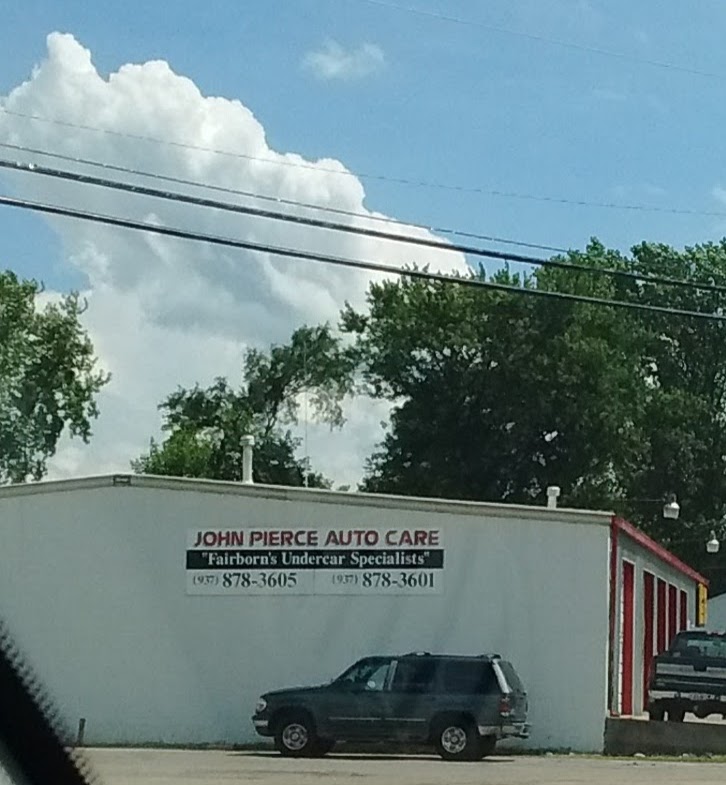 JOHN PIERCE AUTO CARE
"Fairborn's Undercar Specialists"
(937) 878-3605 (937) 878-3601